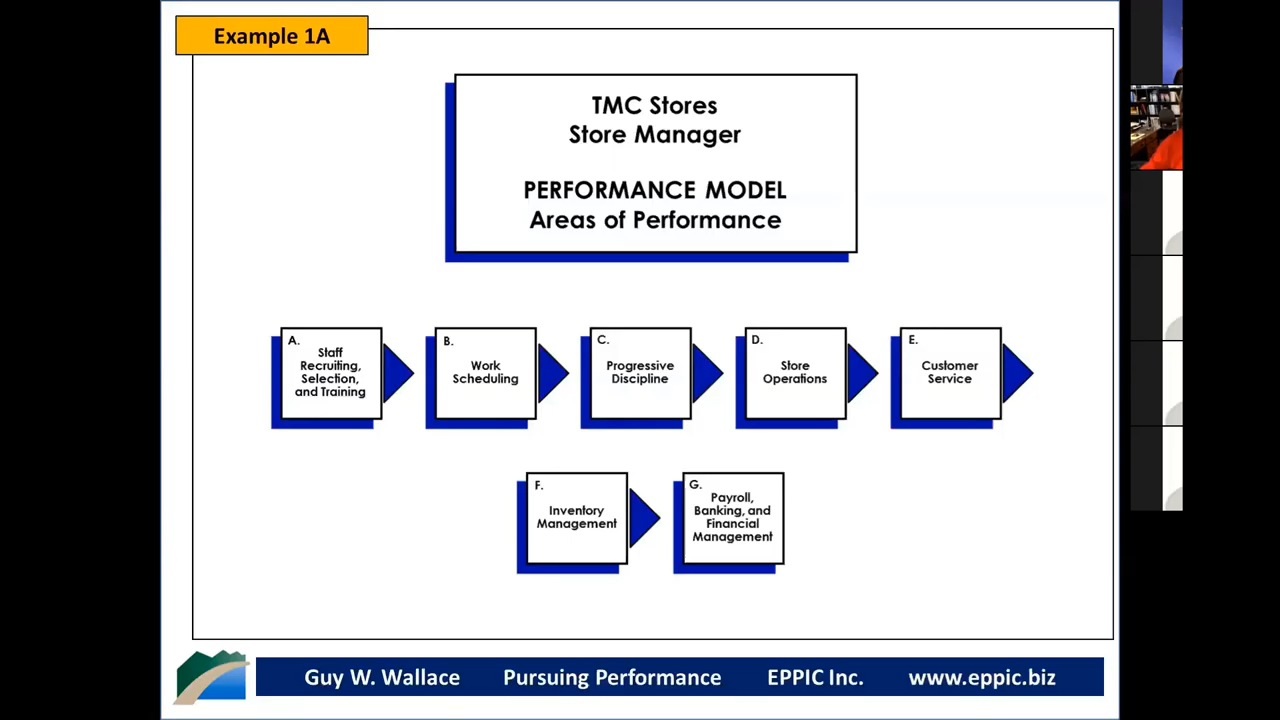 Example 1A
TMC Stores
Store Manager
PERFORMANCE MODEL
Areas of Performance
A.
Staff
Recruiting,
Selection,
and Training
B.
Work
Scheduling
C.
Progressive
Discipline
D.
Store
Operations
E.
Customer
Service
F.
Inventory
Management
G.
Payroll,
Banking, and
Financial
Management
Guy W. Wallace Pursuing Performance EPPIC Inc. www.eppic.biz